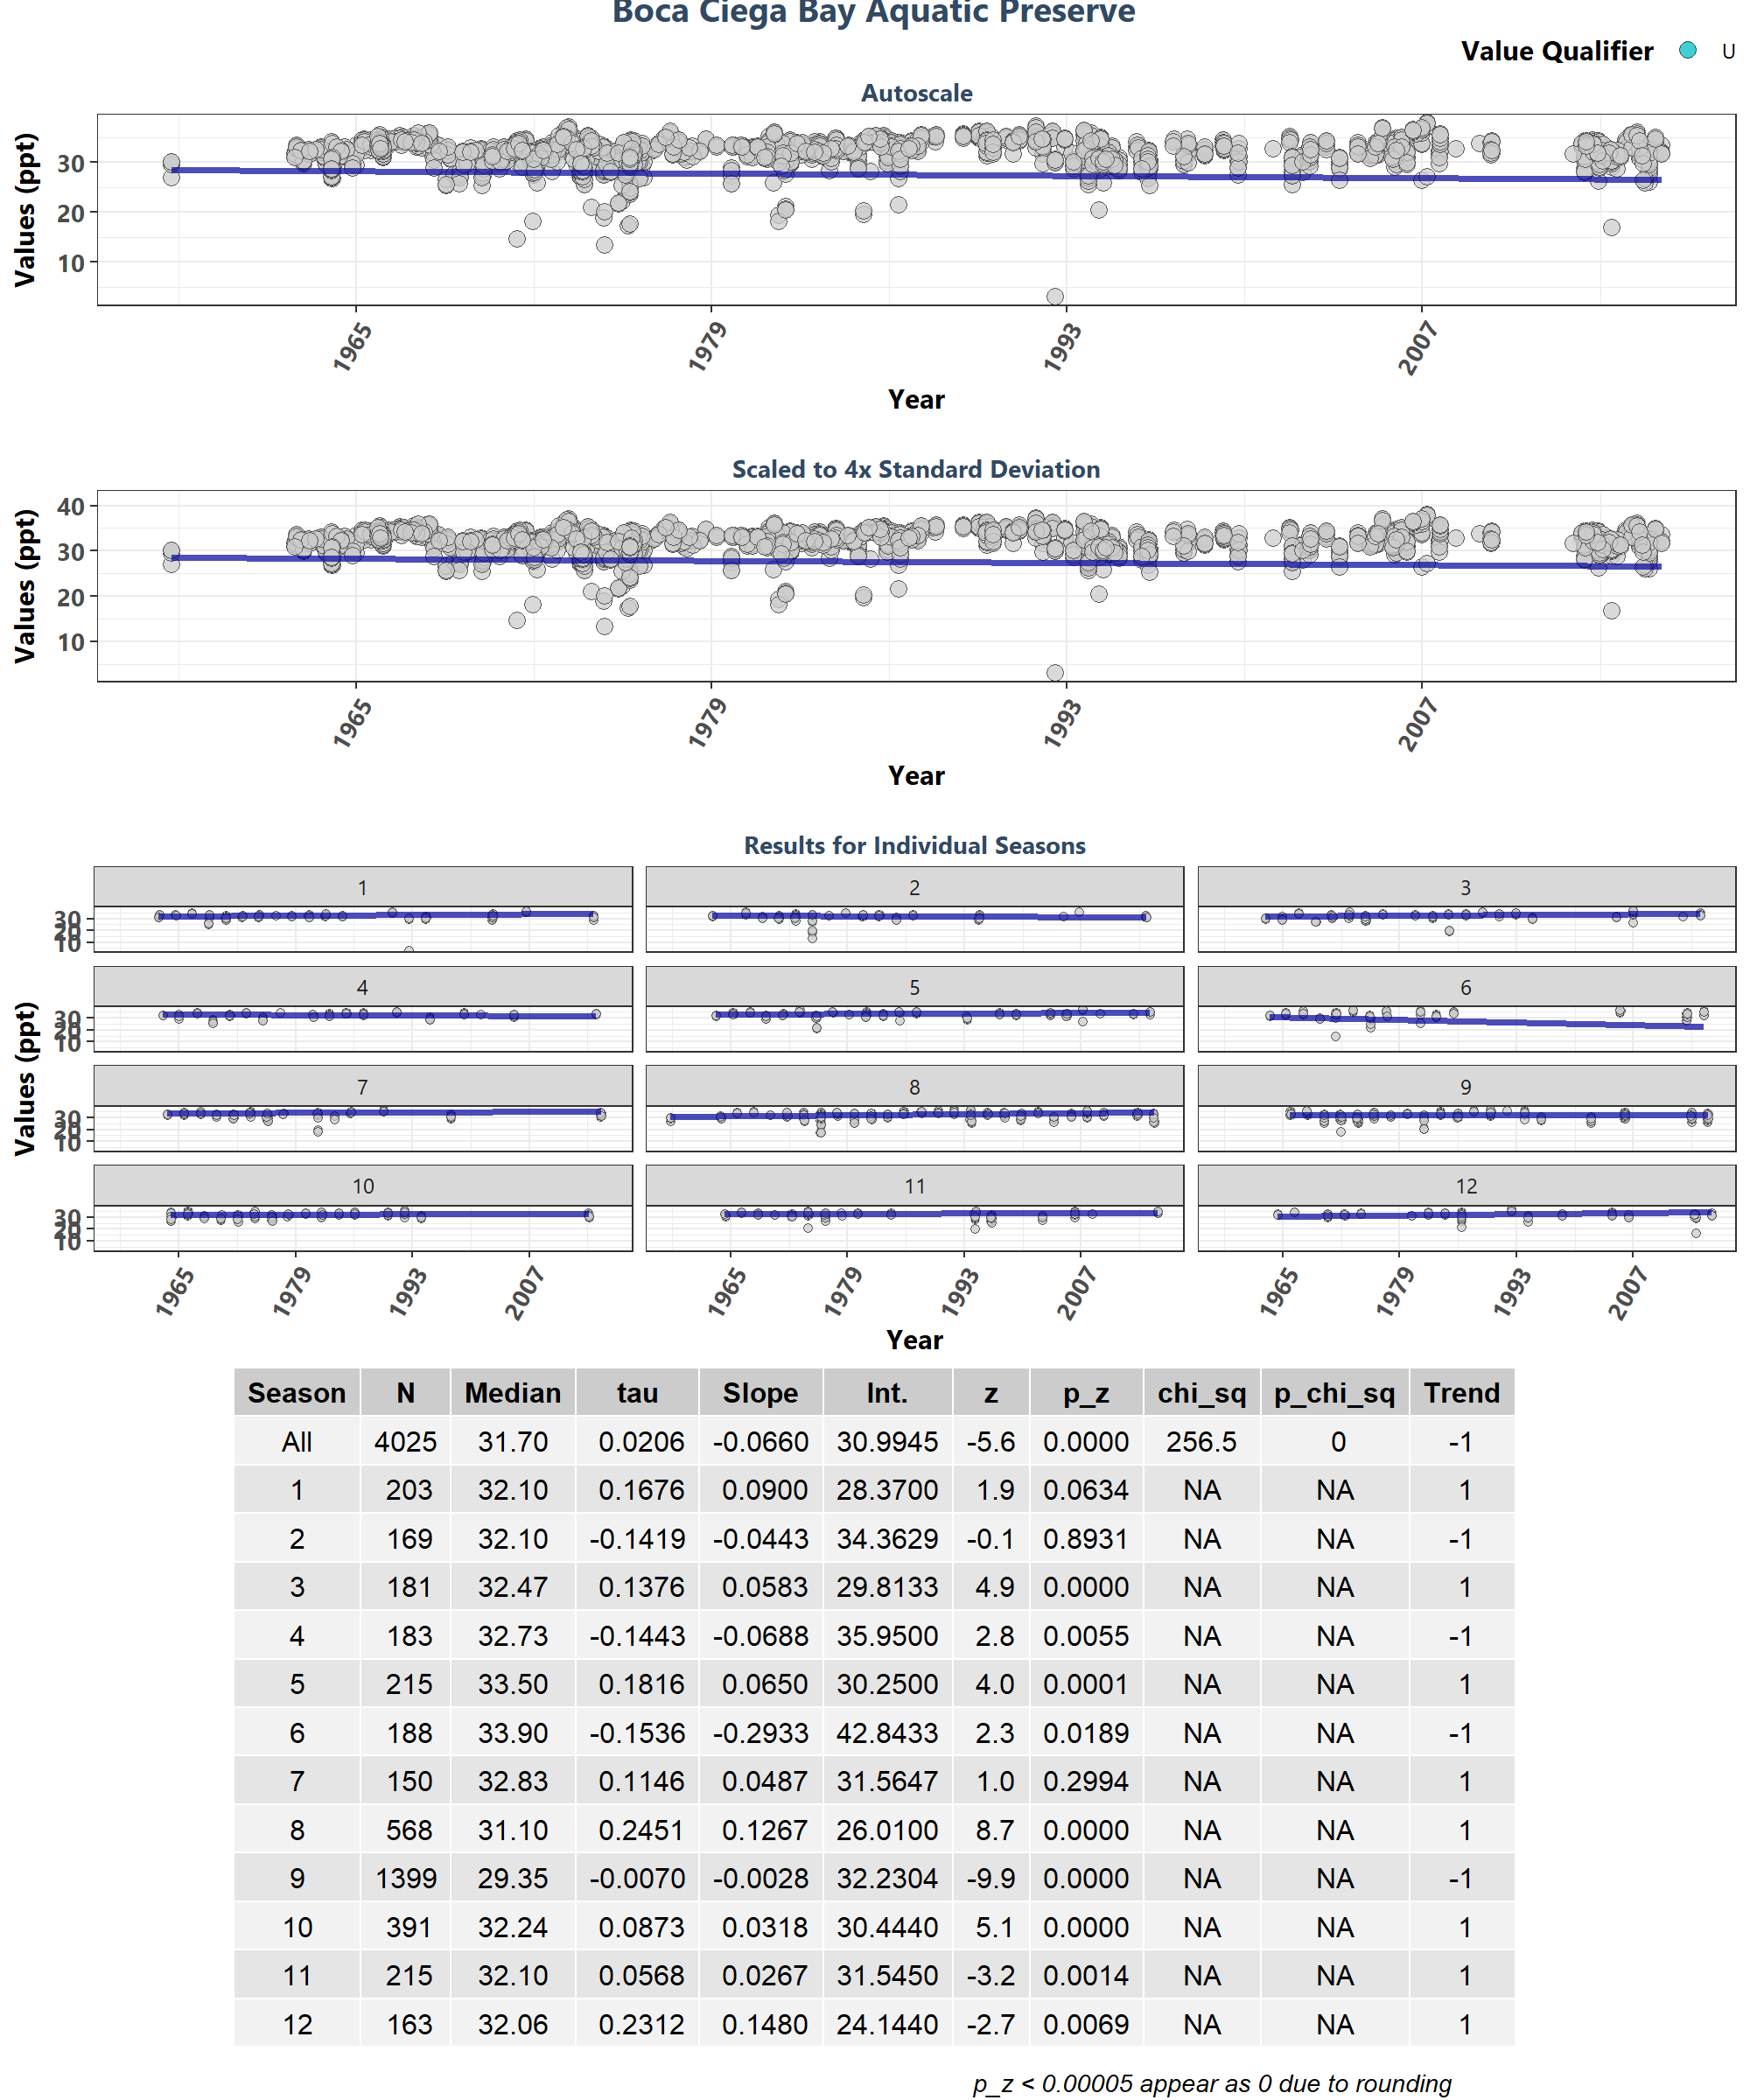 Boca Ciega Bay Aquatic Preserve
Value Qualifier U
Autoscale
Values (ppt)
30
20
10
1965 1979 1993 2007
Year
Scaled to 4x Standard Deviation
Values (ppt)
40
30
20
10
1965 1979 1993 2007
Year
Results for Individual Seasons
1 2 3
30
20
10
4 5 6
30
20
10
Values (ppt)
7 8 9
30
20
10
10 11 12
30
20
10
1965 1979 1993 2007 1965 1979 1993 2007 1965 1979 1993 2007
Year
Season N Median tau Slope Int. z p_z chi_sq p_chi_sq Trend
All 4025 31.70 0.0206 -0.0660 30.9945 -5.6 0.0000 256.5 0 -1
1 203 32.10 0.1676 0.0900 28.3700 1.9 0.0634 NA NA 1
2 169 32.10 -0.1419 -0.0443 34.3629 -0.1 0.8931 NA NA -1
3 181 32.47 0.1376 0.0583 29.8133 4.9 0.0000 NA NA 1
4 183 32.73 -0.1443 -0.0688 35.9500 2.8 0.0055 NA NA -1
5 215 33.50 0.1816 0.0650 30.2500 4.0 0.0001 NA NA 1
6 188 33.90 -0.1536 -0.2933 42.8433 2.3 0.0189 NA NA -1
7 150 32.83 0.1146 0.0487 31.5647 1.0 0.2994 NA NA 1
8 568 31.10 0.2451 0.1267 26.0100 8.7 0.0000 NA NA 1
9 1399 29.35 -0.0070 -0.0028 32.2304 -9.9 0.0000 NA NA -1
10 391 32.24 0.0873 0.0318 30.4440 5.1 0.0000 NA NA 1
11 215 32.10 0.0568 0.0267 31.5450 -3.2 0.0014 NA NA 1
12 163 32.06 0.2312 0.1480 24.1440 -2.7 0.0069 NA NA 1
p_z < 0.00005 appear as 0 due to rounding